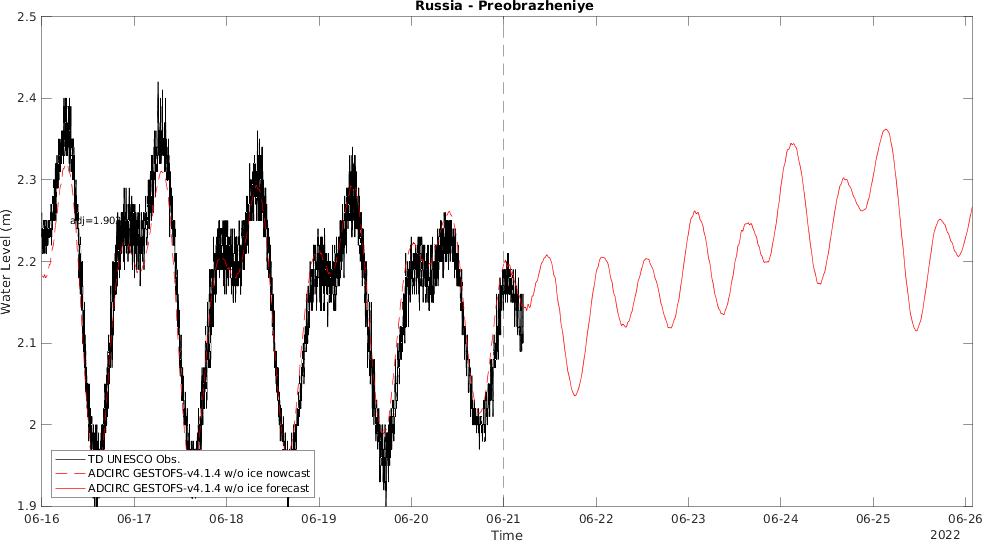 Russia - Preobrazheniye
2.5
2.4
2.3
2.2
2.1
2
1.9
Water Level (m)
adj=1.90
TD UNESCO Obs.
ADCIRC GESTOFS-v4.1.4 w/o ice nowcast
ADCIRC GESTOFS-v4.1.4 w/o ice forecast
06-16 06-17 06-18 06-19 06-20 06-21 06-22 06-23 06-24 06-25 06-26
Time
2022